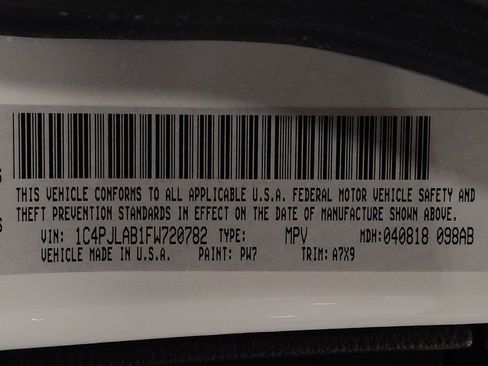 THIS VEHICLE CONFORMS TO ALL APPLICABLE U.S.A. FEDERAL MOTOR VEHICLE SAFETY AND
THEFT PREVENTION STANDARDS IN EFFECT ON THE DATE OF MANUFACTURE SHOWN ABOVE.
VIN: 1C4PJLAB1FW720782 TYPE: MPV MDH:040818 098AB
VEHICLE MADE IN U.S.A. PAINT: PW7 TRIM: A7X9